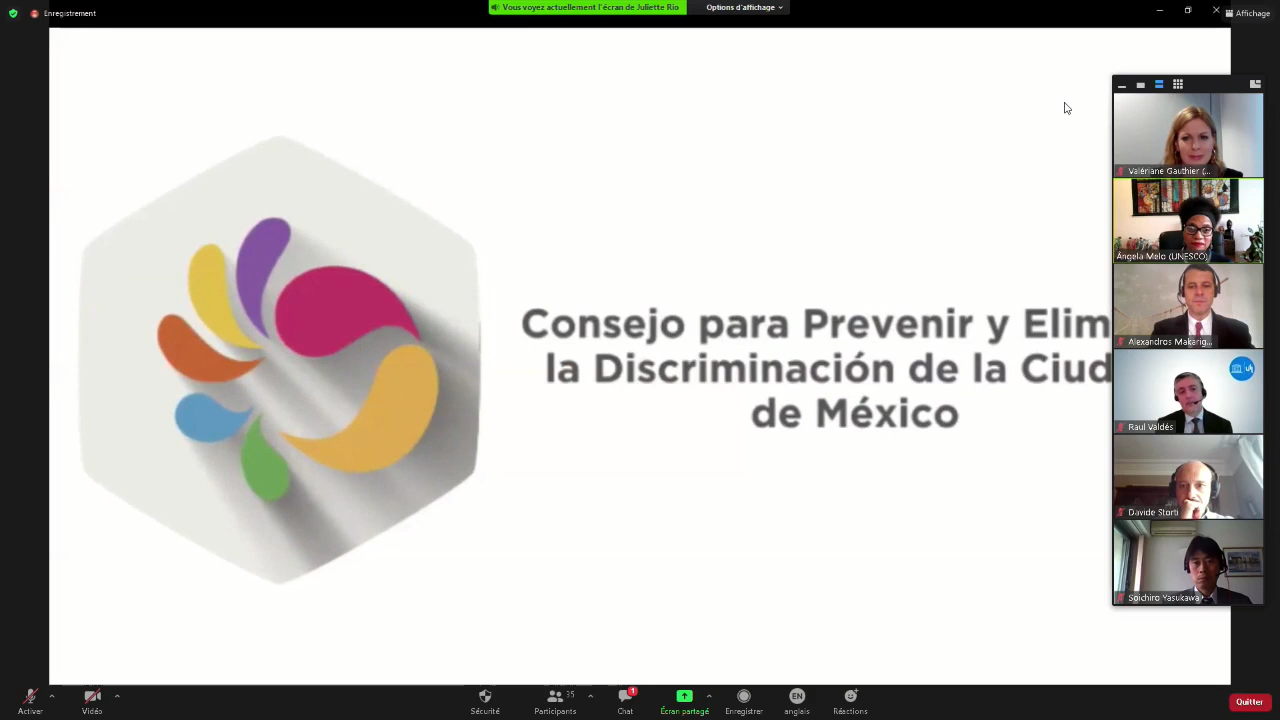 Enregistrement
Vous voyez actuellement l'écran de Juliette Rio
Options d'affichage
Affichage
Valériane Gauthier (...
Ángela Melo (UNESCO)
Consejo para Prevenir y Elim
la Discriminación de la Ciud
de México
Alexandros Makarig...
Raul Valdés
Davide Storti
Soichiro Yasukawa
Activer
Vidéo
Sécurité
35
Participants
1
Chat
Écran partagé
Enregistrer
EN
anglais
Réactions
Quitter